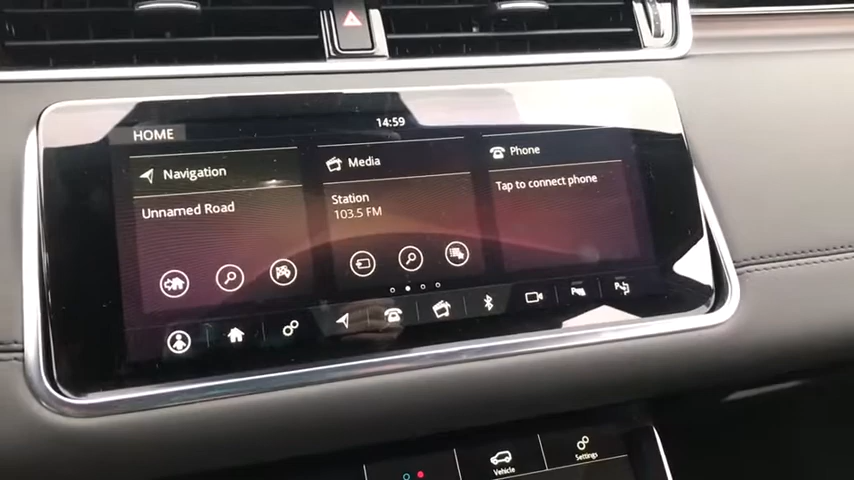 HOME
14:59
Navigation
Media
Phone
Unnamed Road
Station
103.5 FM
Tap to connect phone
Vehicle
Settings